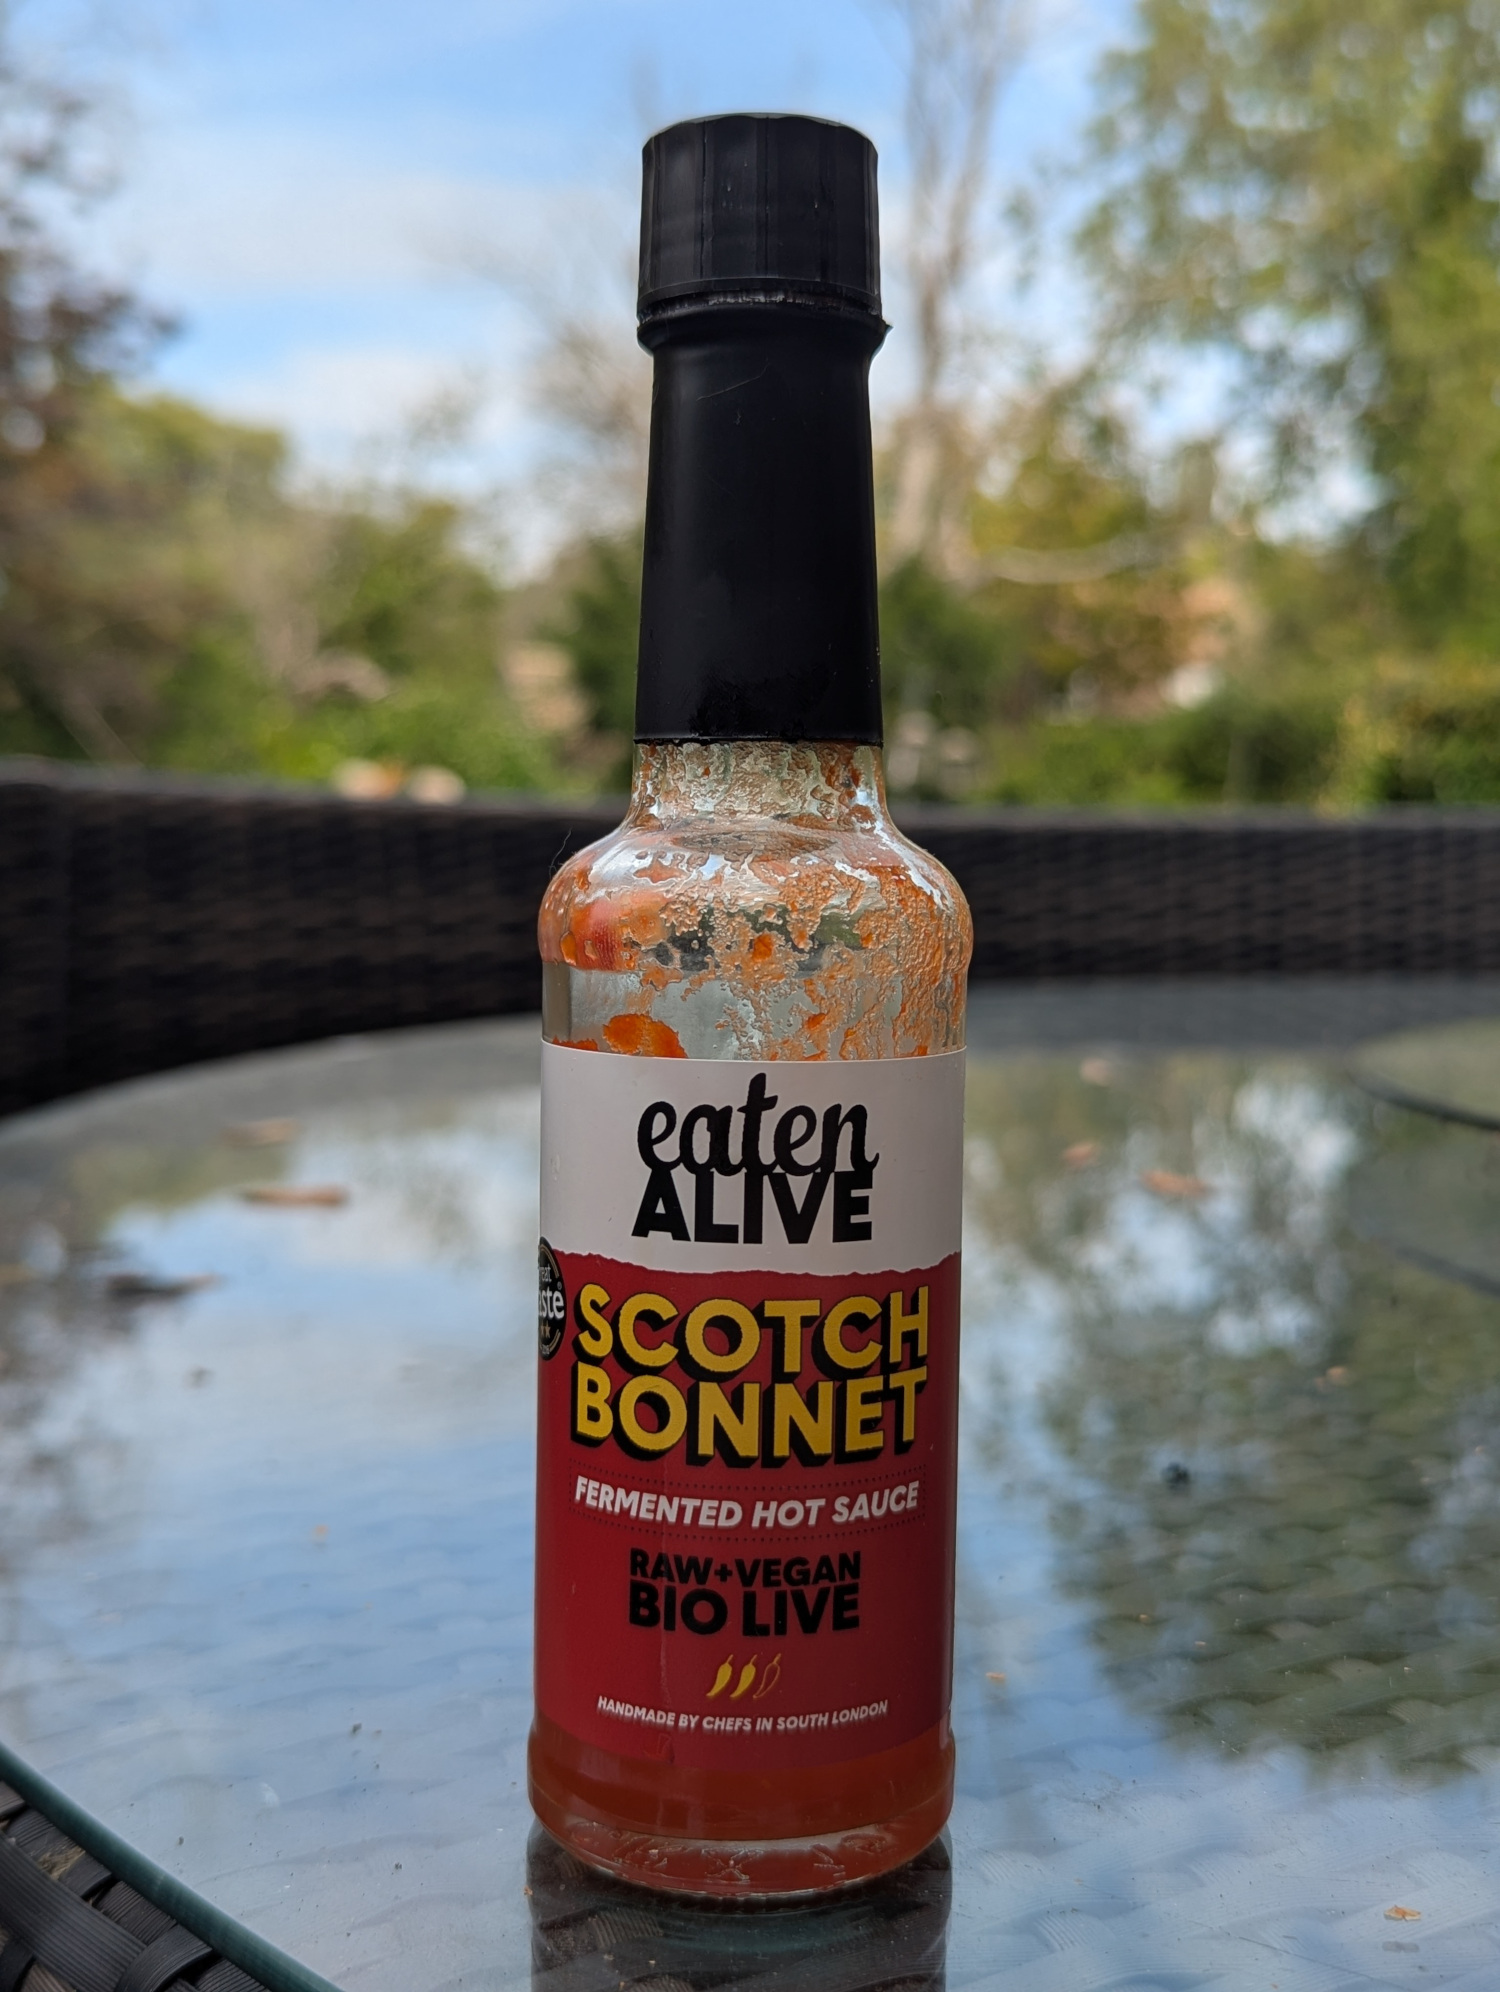 eaten
ALIVE
SCOTCH
BONNET
FERMENTED HOT SAUCE
RAW+VEGAN
BIO LIVE
HANDMADE BY CHEFS IN SOUTH LONDON